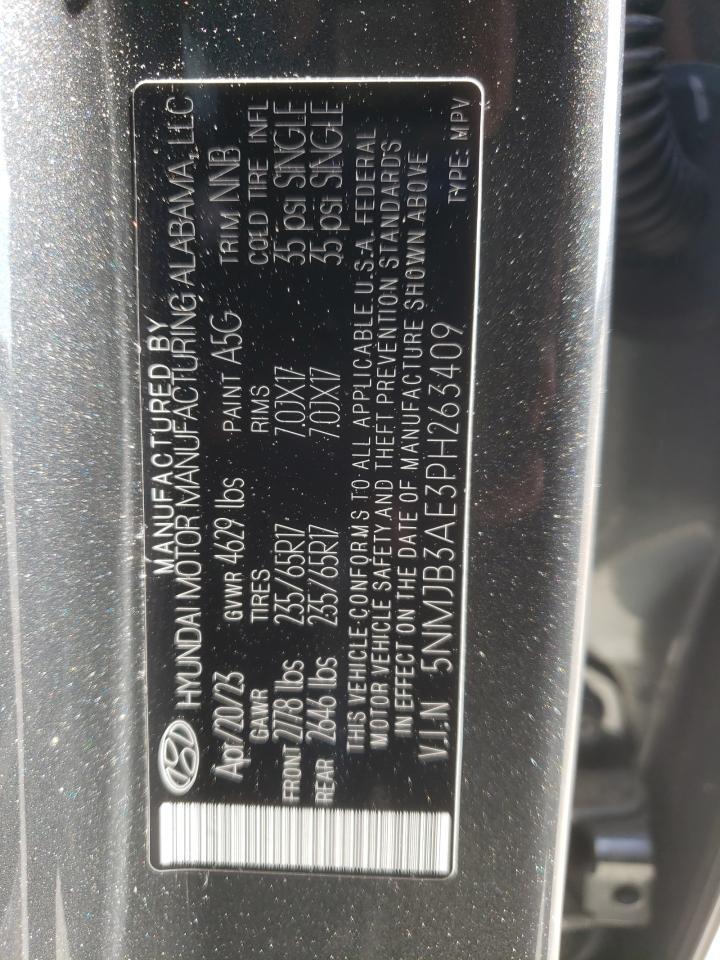 MANUFACTURED BY
HYUNDAI MOTOR MANUFACTURING ALABAMA, LLC
Apr/20/23 GVWR 4629 lbs PAINT A5G TRIM NNB
GAWR TIRES RIMS COLD TIRE INFL
FRONT 2778 lbs 235/65R17 7.0JX17 35 psi SINGLE
REAR 2646 lbs 235/65R17 7.0JX17 35 psi SINGLE
THIS VEHICLE CONFORMS TO ALL APPLICABLE U.S.A. FEDERAL
MOTOR VEHICLE SAFETY AND THEFT PREVENTION STANDARDS
IN EFFECT ON THE DATE OF MANUFACTURE SHOWN ABOVE
V.I.N 5NMJB3AE3PH263409
TYPE: MPV